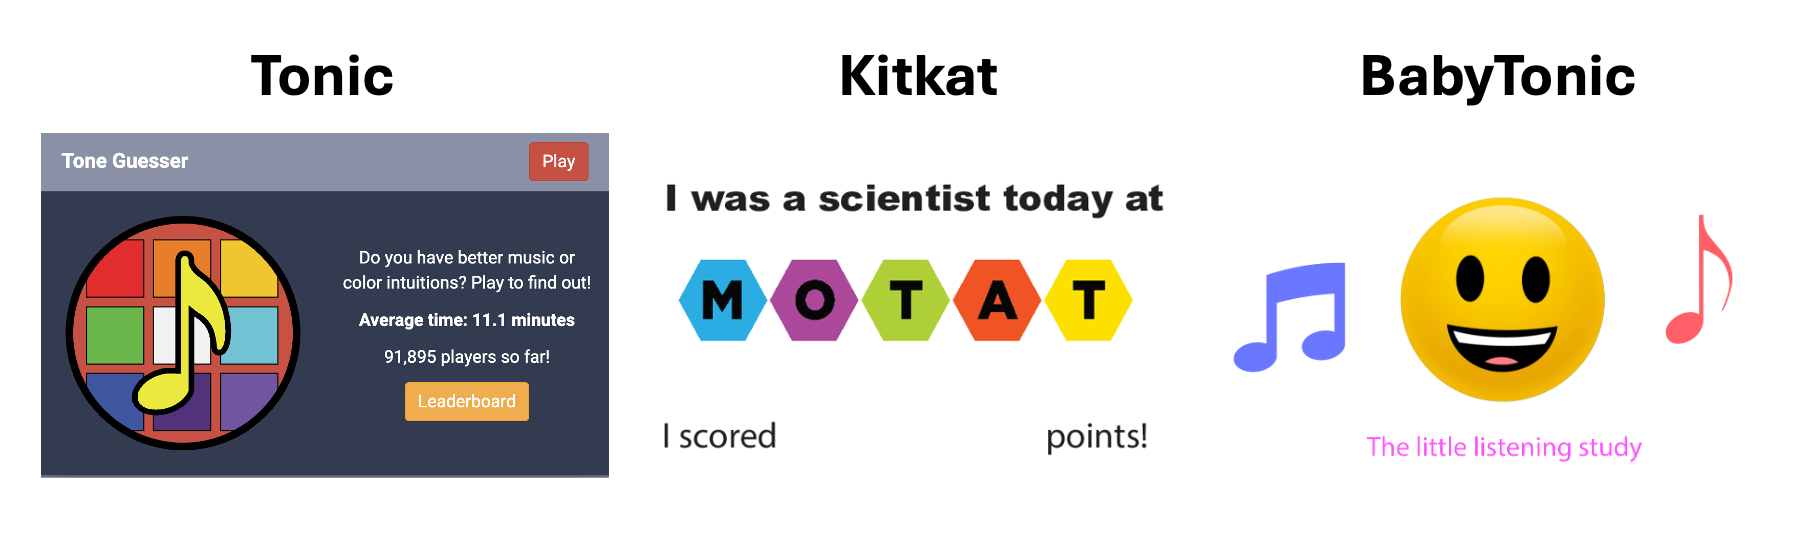 Tonic
Kitkat
BabyTonic
Tone Guesser
Play
Do you have better music or
color intuitions? Play to find out!
Average time: 11.1 minutes
91,895 players so far!
Leaderboard
I was a scientist today at
MOTAT
I scored points!
The little listening study